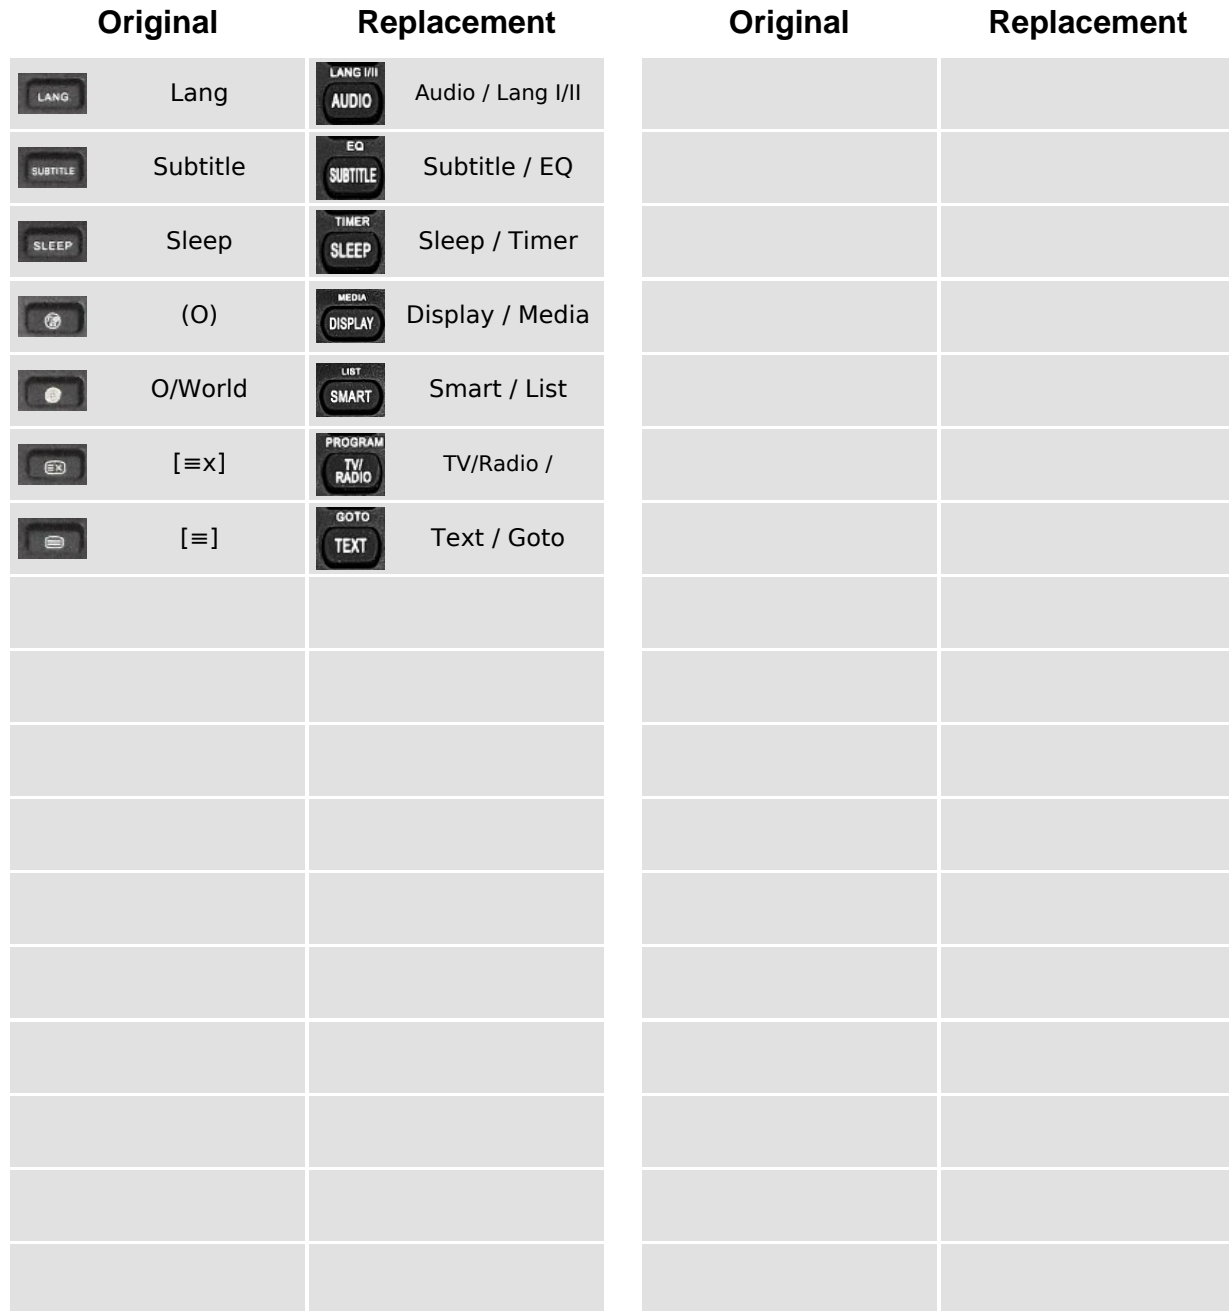 Original Replacement Original Replacement
LANG Lang LANG I/II AUDIO Audio / Lang I/II
SUBTITLE Subtitle EQ SUBTITLE Subtitle / EQ
SLEEP Sleep TIMER SLEEP Sleep / Timer
(O) MEDIA DISPLAY Display / Media
O/World LIST SMART Smart / List
[≡x] PROGRAM TV/ RADIO TV/Radio /
[≡] GOTO TEXT Text / Goto